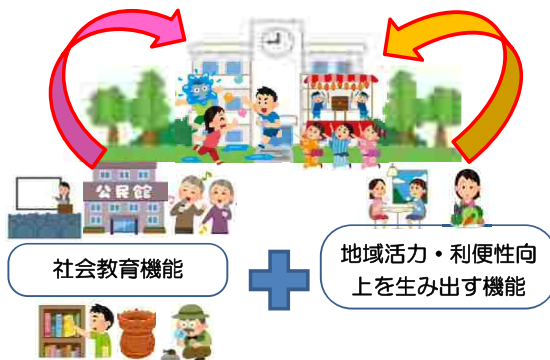 公民館
社会教育機能
地域活力・利便性向
上を生み出す機能